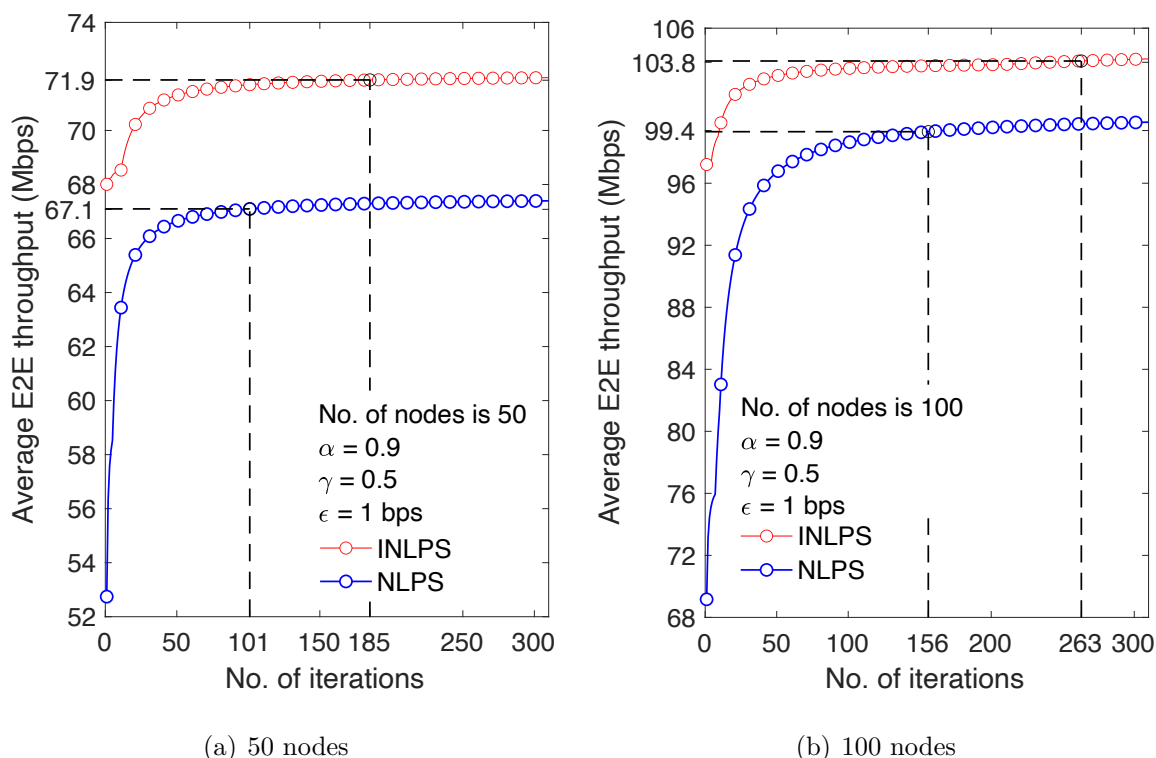 74
71.9
70
68
67.1
66
64
62
60
58
56
54
52
Average E2E throughput (Mbps)
No. of nodes is 50
α = 0.9
γ = 0.5
ϵ = 1 bps
INLPS
NLPS
0 50 101 150 185 250 300
No. of iterations
(a) 50 nodes
106
103.8
99.4
96
92
88
84
80
76
72
68
Average E2E throughput (Mbps)
No. of nodes is 100
α = 0.9
γ = 0.5
ϵ = 1 bps
INLPS
NLPS
0 50 100 156 200 263 300
No. of iterations
(b) 100 nodes